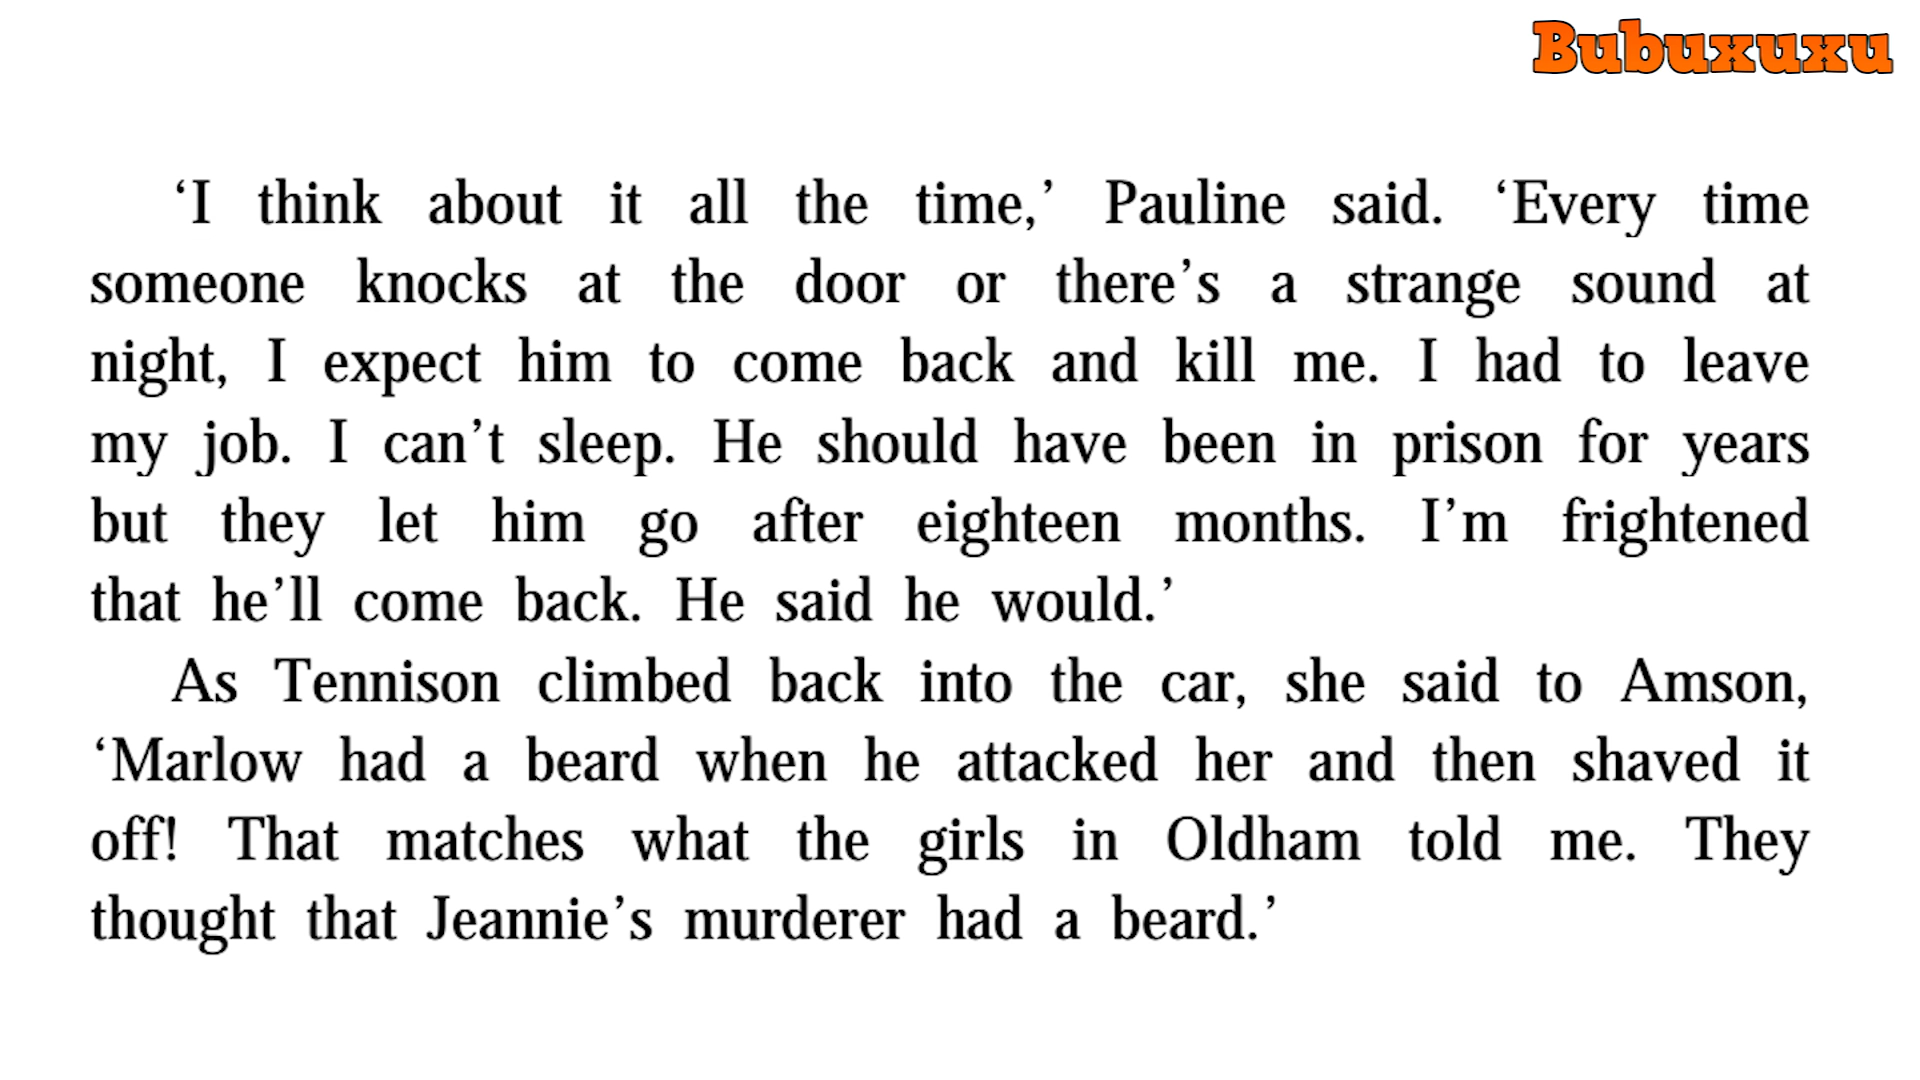 Bubuxuxu
‘I think about it all the time,’ Pauline said. ‘Every time
someone knocks at the door or there’s a strange sound at
night, I expect him to come back and kill me. I had to leave
my job. I can’t sleep. He should have been in prison for years
but they let him go after eighteen months. I’m frightened
that he’ll come back. He said he would.’
As Tennison climbed back into the car, she said to Amson,
‘Marlow had a beard when he attacked her and then shaved it
off! That matches what the girls in Oldham told me. They
thought that Jeannie’s murderer had a beard.’